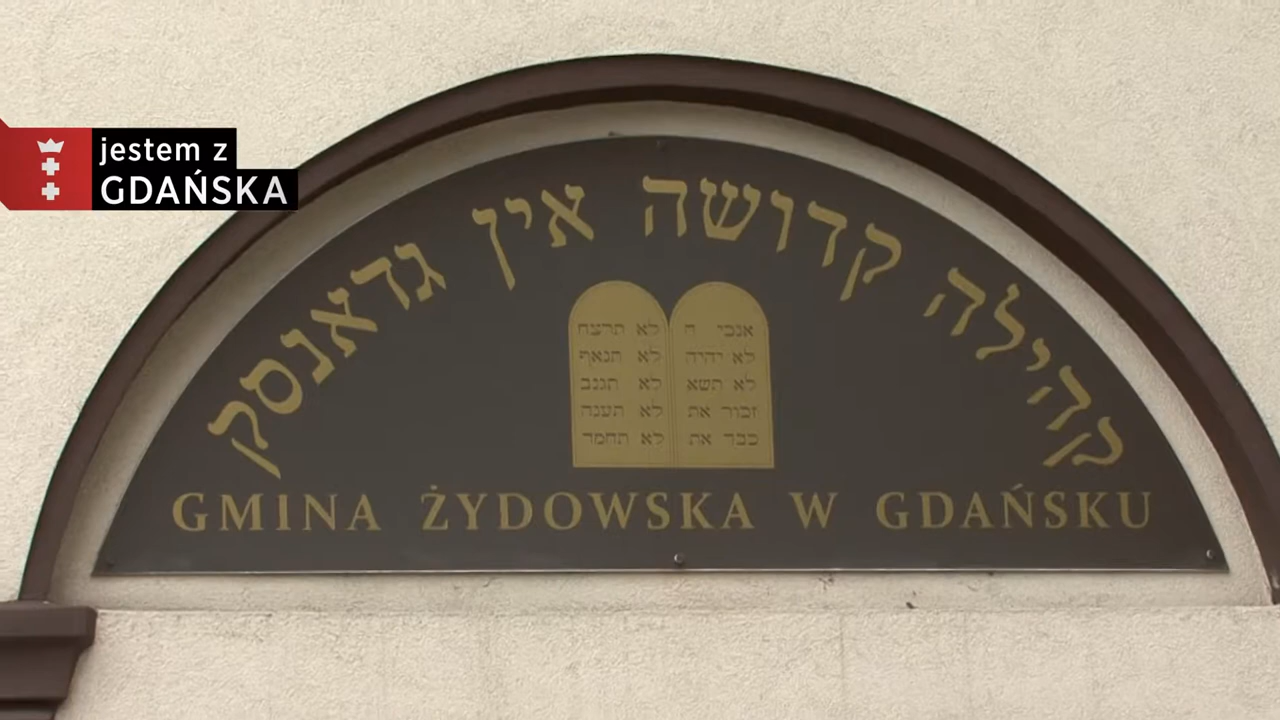 jestem z
GDAŃSKA
קהילה קדושה אין גדאנסק
אנכי ה
לא יהיה
לא תשא
זכור את
כבד את
לא תרצח
לא תנאף
לא תגנב
לא תענה
לא תחמד
GMINA ŻYDOWSKA W GDAŃSKU